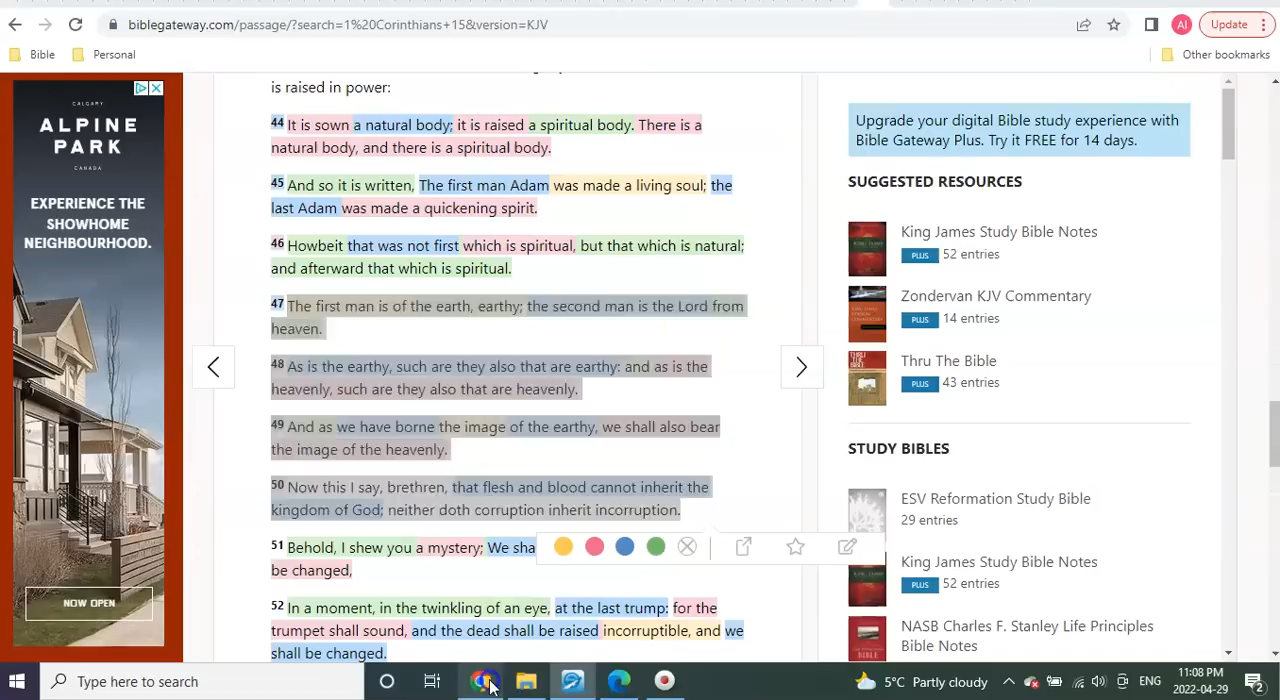 biblegateway.com/passage/?search=1%20Corinthians+15&version=KJV
AI
Update
Bible
Personal
Other bookmarks
CALGARY
ALPINE
PARK
CANADA
EXPERIENCE THE
SHOWHOME
NEIGHBOURHOOD.
NOW OPEN
is raised in power:
44 It is sown a natural body; it is raised a spiritual body. There is a
natural body, and there is a spiritual body.
45 And so it is written, The first man Adam was made a living soul; the
last Adam was made a quickening spirit.
46 Howbeit that was not first which is spiritual, but that which is natural;
and afterward that which is spiritual.
47 The first man is of the earth, earthy; the second man is the Lord from
heaven.
48 As is the earthy, such are they also that are earthy: and as is the
heavenly, such are they also that are heavenly.
49 And as we have borne the image of the earthy, we shall also bear
the image of the heavenly.
50 Now this I say, brethren, that flesh and blood cannot inherit the
kingdom of God; neither doth corruption inherit incorruption.
51 Behold, I shew you a mystery; We sha
be changed,
52 In a moment, in the twinkling of an eye, at the last trump: for the
trumpet shall sound, and the dead shall be raised incorruptible, and we
shall be changed.
Upgrade your digital Bible study experience with
Bible Gateway Plus. Try it FREE for 14 days.
SUGGESTED RESOURCES
King James Study Bible Notes
PLUS 52 entries
Zondervan KJV Commentary
PLUS 14 entries
Thru The Bible
PLUS 43 entries
STUDY BIBLES
ESV Reformation Study Bible
29 entries
King James Study Bible Notes
PLUS 52 entries
NASB Charles F. Stanley Life Principles
Bible Notes
Type here to search
5°C Partly cloudy
ENG
11:08 PM
2022-04-29
2